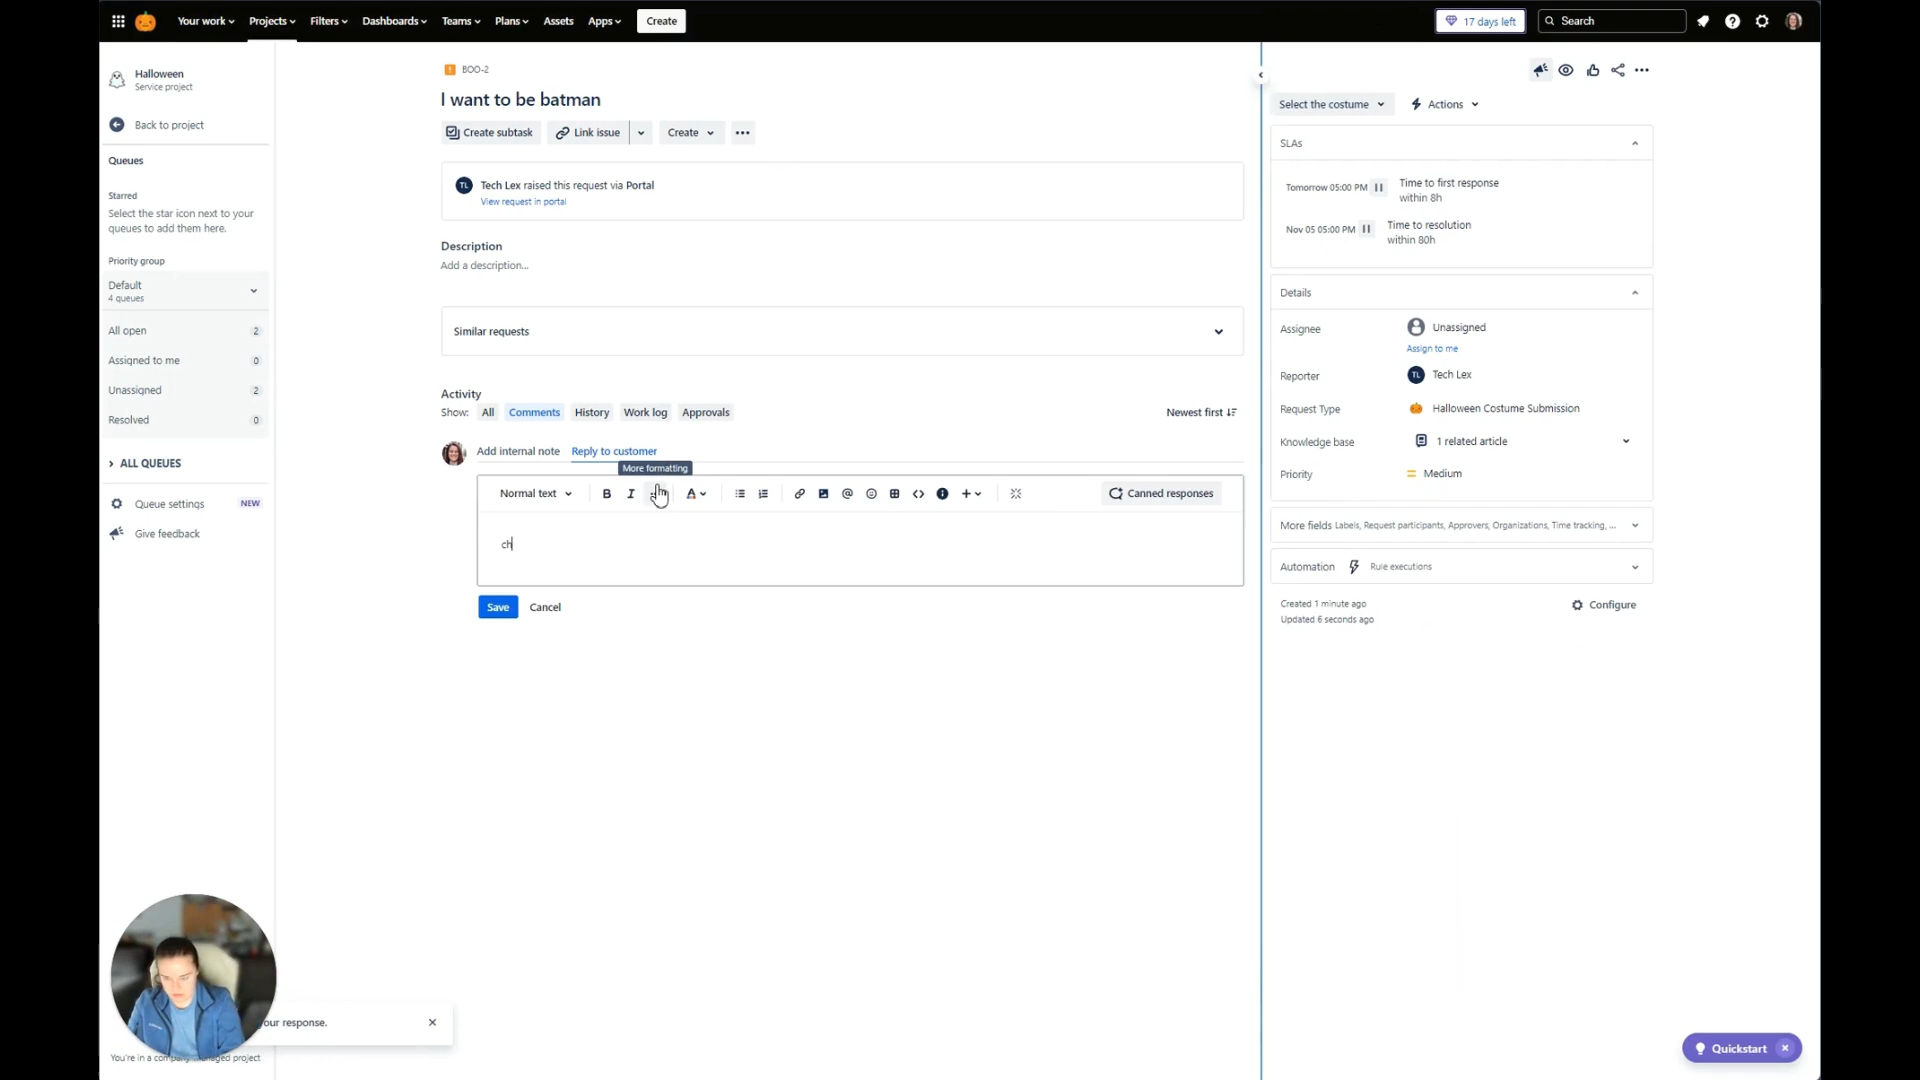 Your work
Projects
Filters
Dashboards
Teams
Plans
Assets
Apps
Create
17 days left
Search
Halloween
Service project
Back to project
Queues
Starred
Select the star icon next to your
queues to add them here.
Priority group
Default
4 queues
All open 2
Assigned to me 0
Unassigned 2
Resolved 0
ALL QUEUES
Queue settings NEW
Give feedback
our response.
You're in a company-managed project
BOO-2
I want to be batman
Create subtask
Link issue
Create
TL Tech Lex raised this request via Portal
View request in portal
Description
Add a description...
Similar requests
Activity
Show: All Comments History Work log Approvals Newest first
Add internal note Reply to customer
More formatting
Normal text B I A Canned responses
ch
Save Cancel
Select the costume
Actions
SLAs
Tomorrow 05:00 PM Time to first response
within 8h
Nov 05 05:00 PM Time to resolution
within 80h
Details
Assignee Unassigned
Assign to me
Reporter TL Tech Lex
Request Type Halloween Costume Submission
Knowledge base 1 related article
Priority Medium
More fields Labels, Request participants, Approvers, Organizations, Time tracking, ...
Automation Rule executions
Created 1 minute ago
Updated 6 seconds ago
Configure
Quickstart